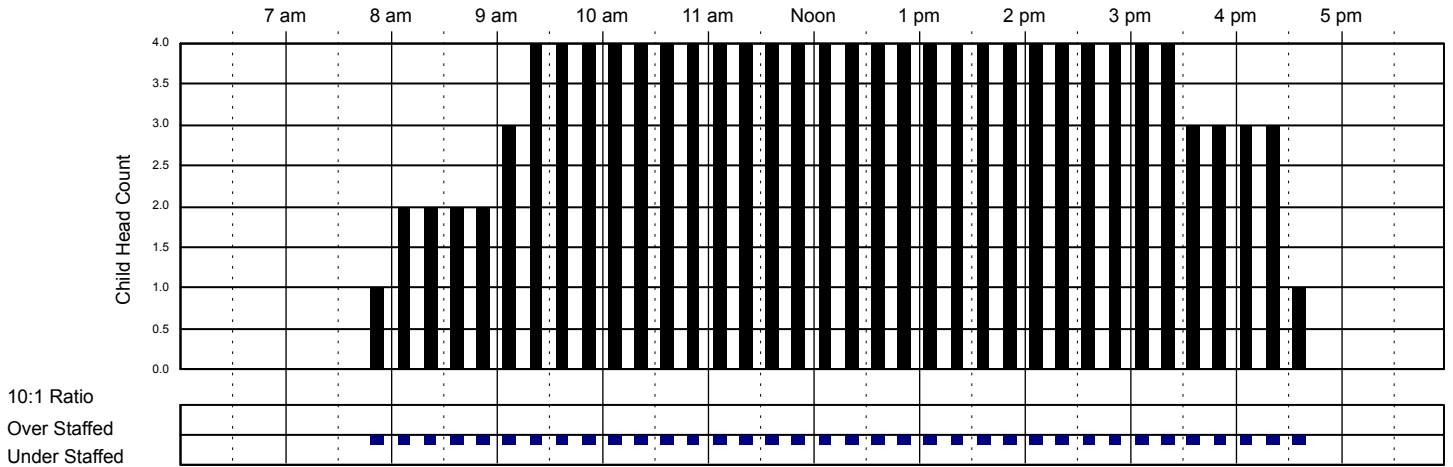 7 am 8 am 9 am 10 am 11 am Noon 1 pm 2 pm 3 pm 4 pm 5 pm
4.0
3.5
3.0
2.5
2.0
1.5
1.0
0.5
0.0
Child Head Count
10:1 Ratio
Over Staffed
Under Staffed